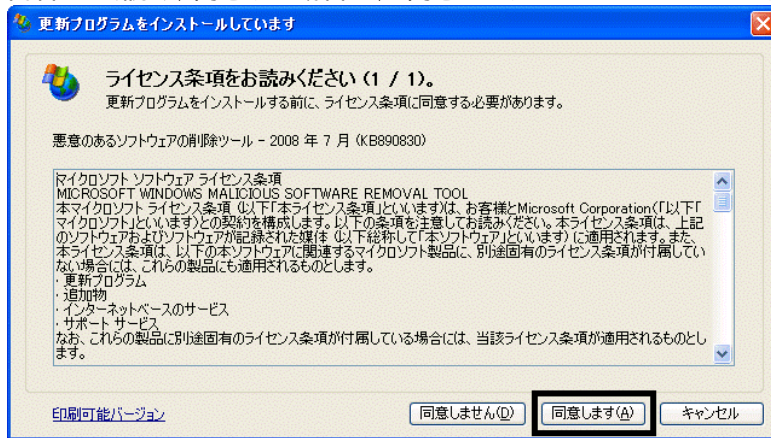 更新プログラムをインストールしています
ライセンス条項をお読みください (1 / 1)。
更新プログラムをインストールする前に、ライセンス条項に同意する必要があります。
悪意のあるソフトウェアの削除ツール - 2008 年 7 月 (KB890830)
マイクロソフト ソフトウェア ライセンス条項
MICROSOFT WINDOWS MALICIOUS SOFTWARE REMOVAL TOOL
本マイクロソフト ライセンス条項 (以下「本ライセンス条項」といいます)は、お客様とMicrosoft Corporation(「以下「
マイクロソフト」といいます)との契約を構成します。以下の条項を注意してお読みください。本ライセンス条項は、上記
のソフトウェアおよびソフトウェアが記録された媒体 (以下総称して「本ソフトウェア」といいます) に適用されます。また、
本ライセンス条項は、以下の本ソフトウェアに関連するマイクロソフト製品に、別途固有のライセンス条項が付属してい
ない場合には、これらの製品にも適用されるものとします。
・更新プログラム
・追加物
・インターネットベースのサービス
・サポート サービス
なお、これらの製品に別途固有のライセンス条項が付属している場合には、当該ライセンス条項が適用されるものとし
ます。
印刷可能バージョン
同意しません(D)
同意します(A)
キャンセル